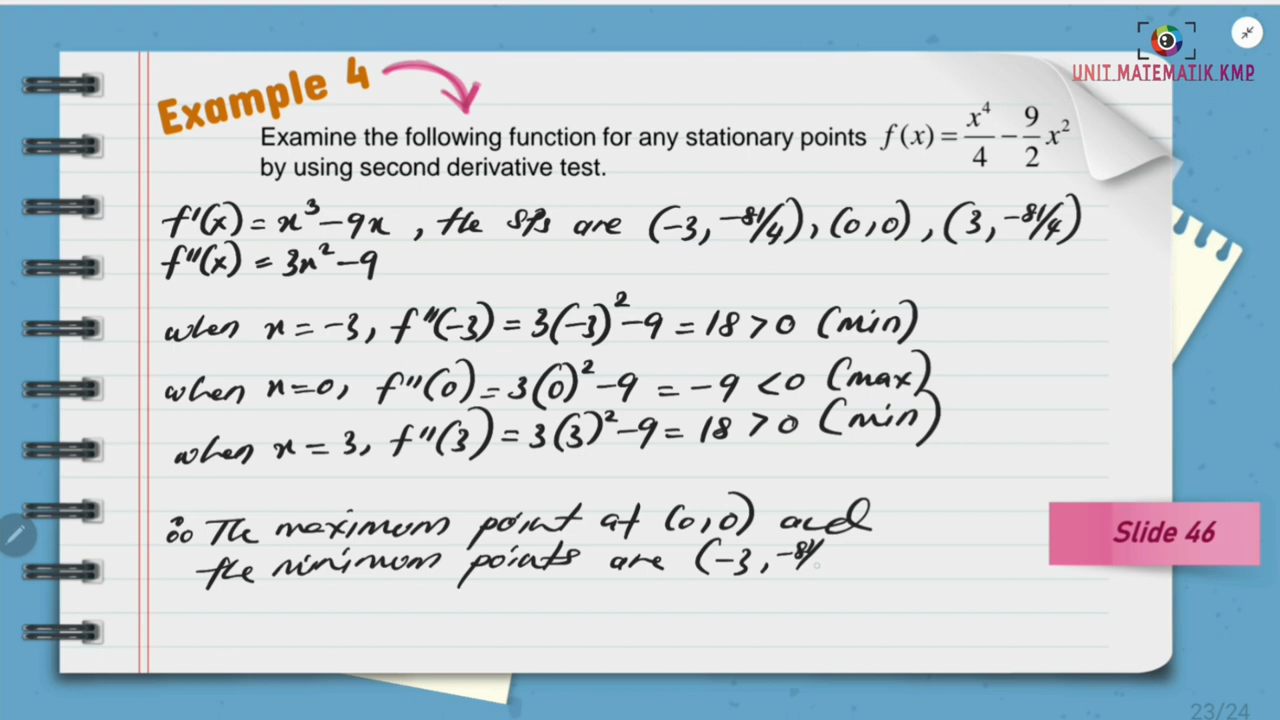 UNIT.MATEMATIK.KMP
Example 4
Examine the following function for any stationary points f(x) = x⁴/4 − 9/2 x²
by using second derivative test.
f'(x) = x³ − 9x , the SPs are (−3, −81/4), (0,0), (3, −81/4)
f''(x) = 3x² − 9
when x = −3, f''(−3) = 3(−3)² − 9 = 18 > 0 (min)
when x = 0, f''(0) = 3(0)² − 9 = −9 < 0 (max)
when x = 3, f''(3) = 3(3)² − 9 = 18 > 0 (min)
∴ The maximum point at (0,0) and
the minimum points are (−3, −81/
Slide 46
23/24